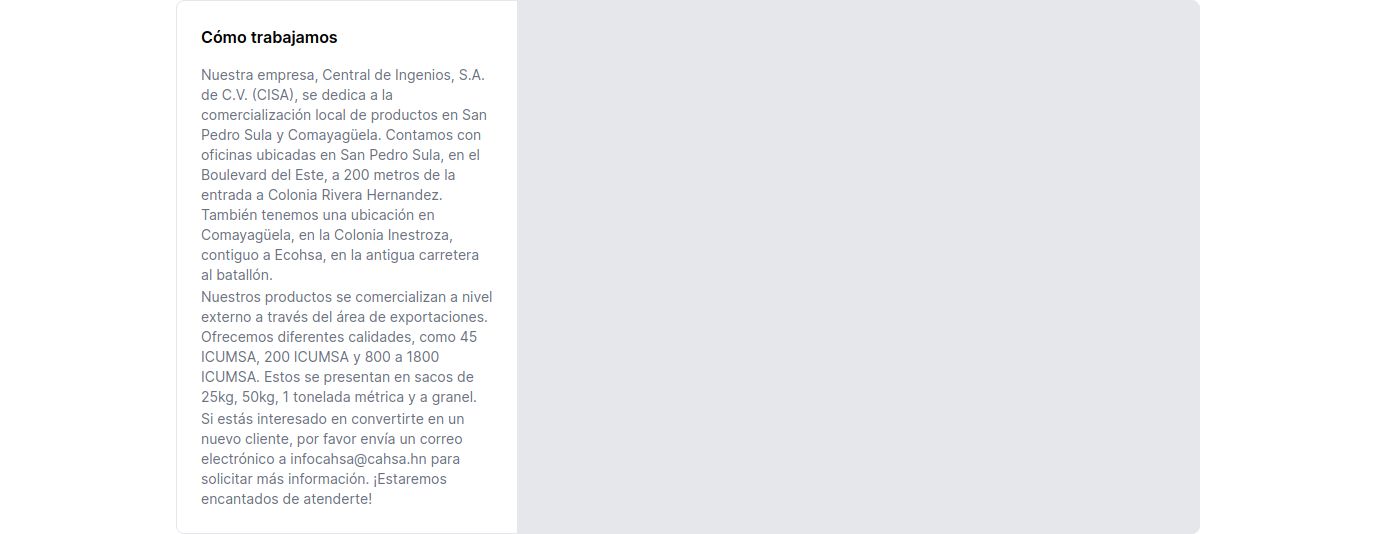 Cómo trabajamos
Nuestra empresa, Central de Ingenios, S.A.
de C.V. (CISA), se dedica a la
comercialización local de productos en San
Pedro Sula y Comayagüela. Contamos con
oficinas ubicadas en San Pedro Sula, en el
Boulevard del Este, a 200 metros de la
entrada a Colonia Rivera Hernandez.
También tenemos una ubicación en
Comayagüela, en la Colonia Inestroza,
contiguo a Ecohsa, en la antigua carretera
al batallón.
Nuestros productos se comercializan a nivel
externo a través del área de exportaciones.
Ofrecemos diferentes calidades, como 45
ICUMSA, 200 ICUMSA y 800 a 1800
ICUMSA. Estos se presentan en sacos de
25kg, 50kg, 1 tonelada métrica y a granel.
Si estás interesado en convertirte en un
nuevo cliente, por favor envía un correo
electrónico a infocahsa@cahsa.hn para
solicitar más información. ¡Estaremos
encantados de atenderte!